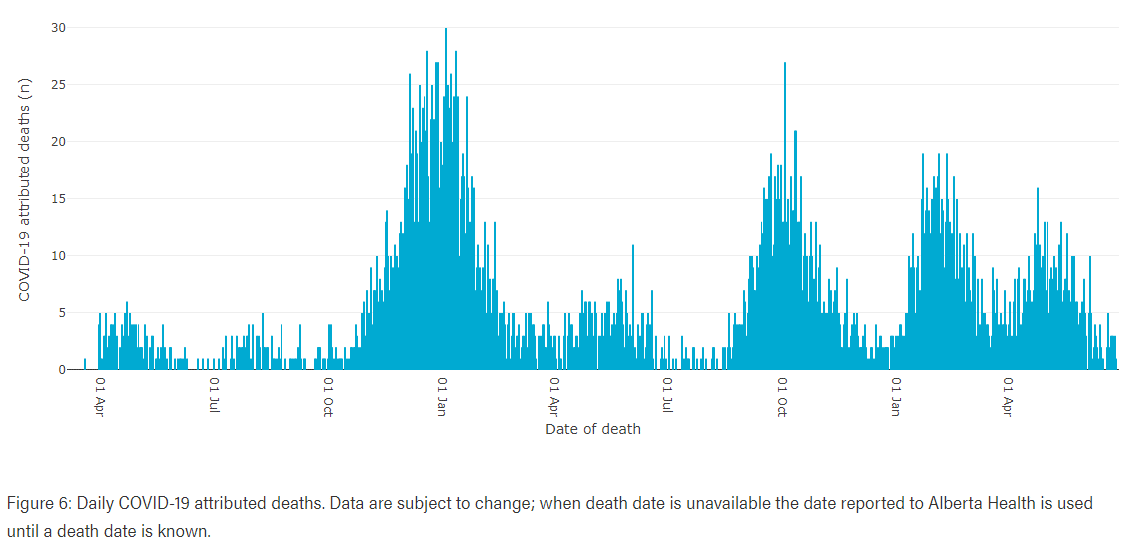 30
25
20
15
10
5
0
COVID-19 attributed deaths (n)
01 Apr
01 Jul
01 Oct
01 Jan
01 Apr
01 Jul
01 Oct
01 Jan
01 Apr
Date of death
Figure 6: Daily COVID-19 attributed deaths. Data are subject to change; when death date is unavailable the date reported to Alberta Health is used
until a death date is known.